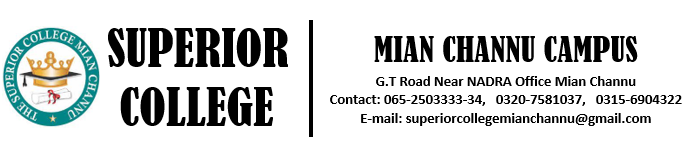 THE SUPERIOR COLLEGE MIAN CHANNU
SUPERIOR
COLLEGE
MIAN CHANNU CAMPUS
G.T Road Near NADRA Office Mian Channu
Contact: 065-2503333-34, 0320-7581037, 0315-6904322
E-mail: superiorcollegemianchannu@gmail.com